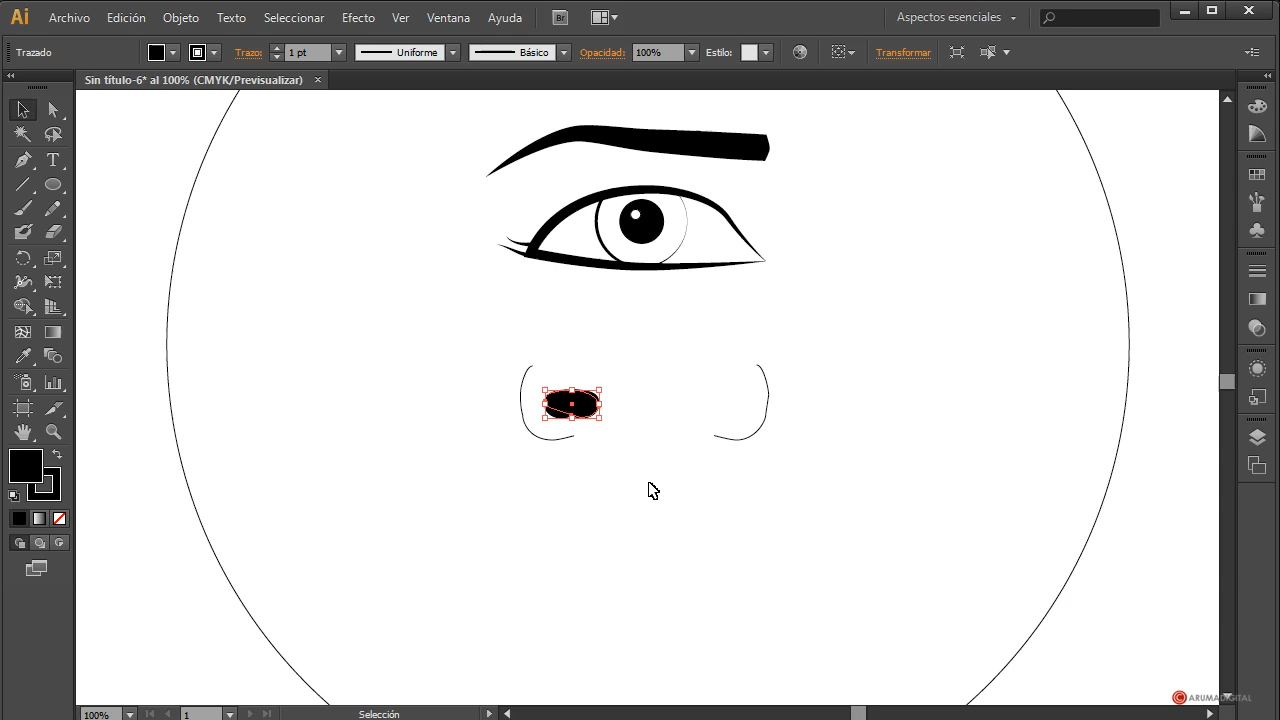 Ai Archivo Edición Objeto Texto Seleccionar Efecto Ver Ventana Ayuda Br Aspectos esenciales
Trazado Trazo: 1 pt Uniforme Básico Opacidad: 100% Estilo: Transformar
Sin título-6* al 100% (CMYK/Previsualizar) ×
T
100% 1 Selección
ARUMADIGITAL